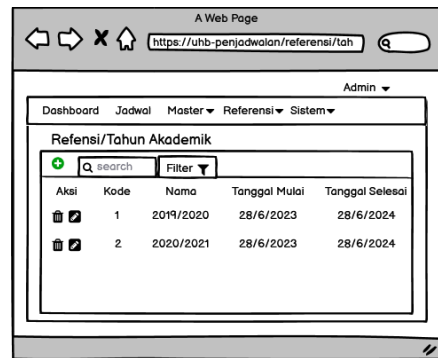 A Web Page
https://uhb-penjadwalan/referensi/tah
Admin
Dashboard Jadwal Master Referensi Sistem
Refensi/Tahun Akademik
search Filter
Aksi Kode Nama Tanggal Mulai Tanggal Selesai
1 2019/2020 28/6/2023 28/6/2024
2 2020/2021 28/6/2023 28/6/2024